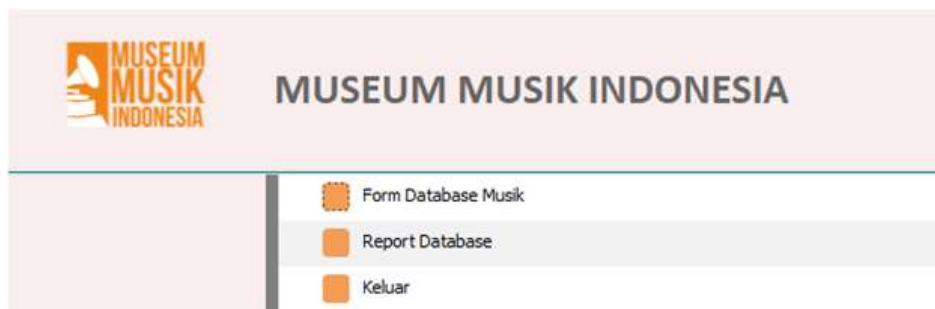 MUSEUM
MUSIK
INDONESIA
MUSEUM MUSIK INDONESIA
Form Database Musik
Report Database
Keluar